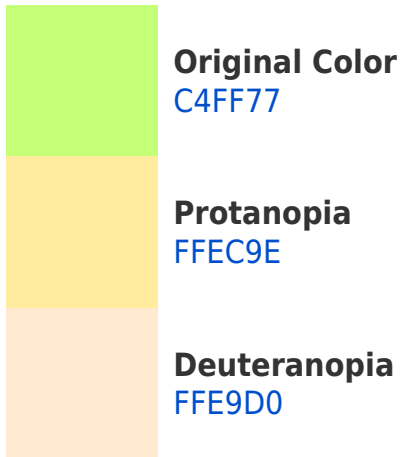 Original Color
C4FF77
Protanopia
FFEC9E
Deuteranopia
FFE9D0